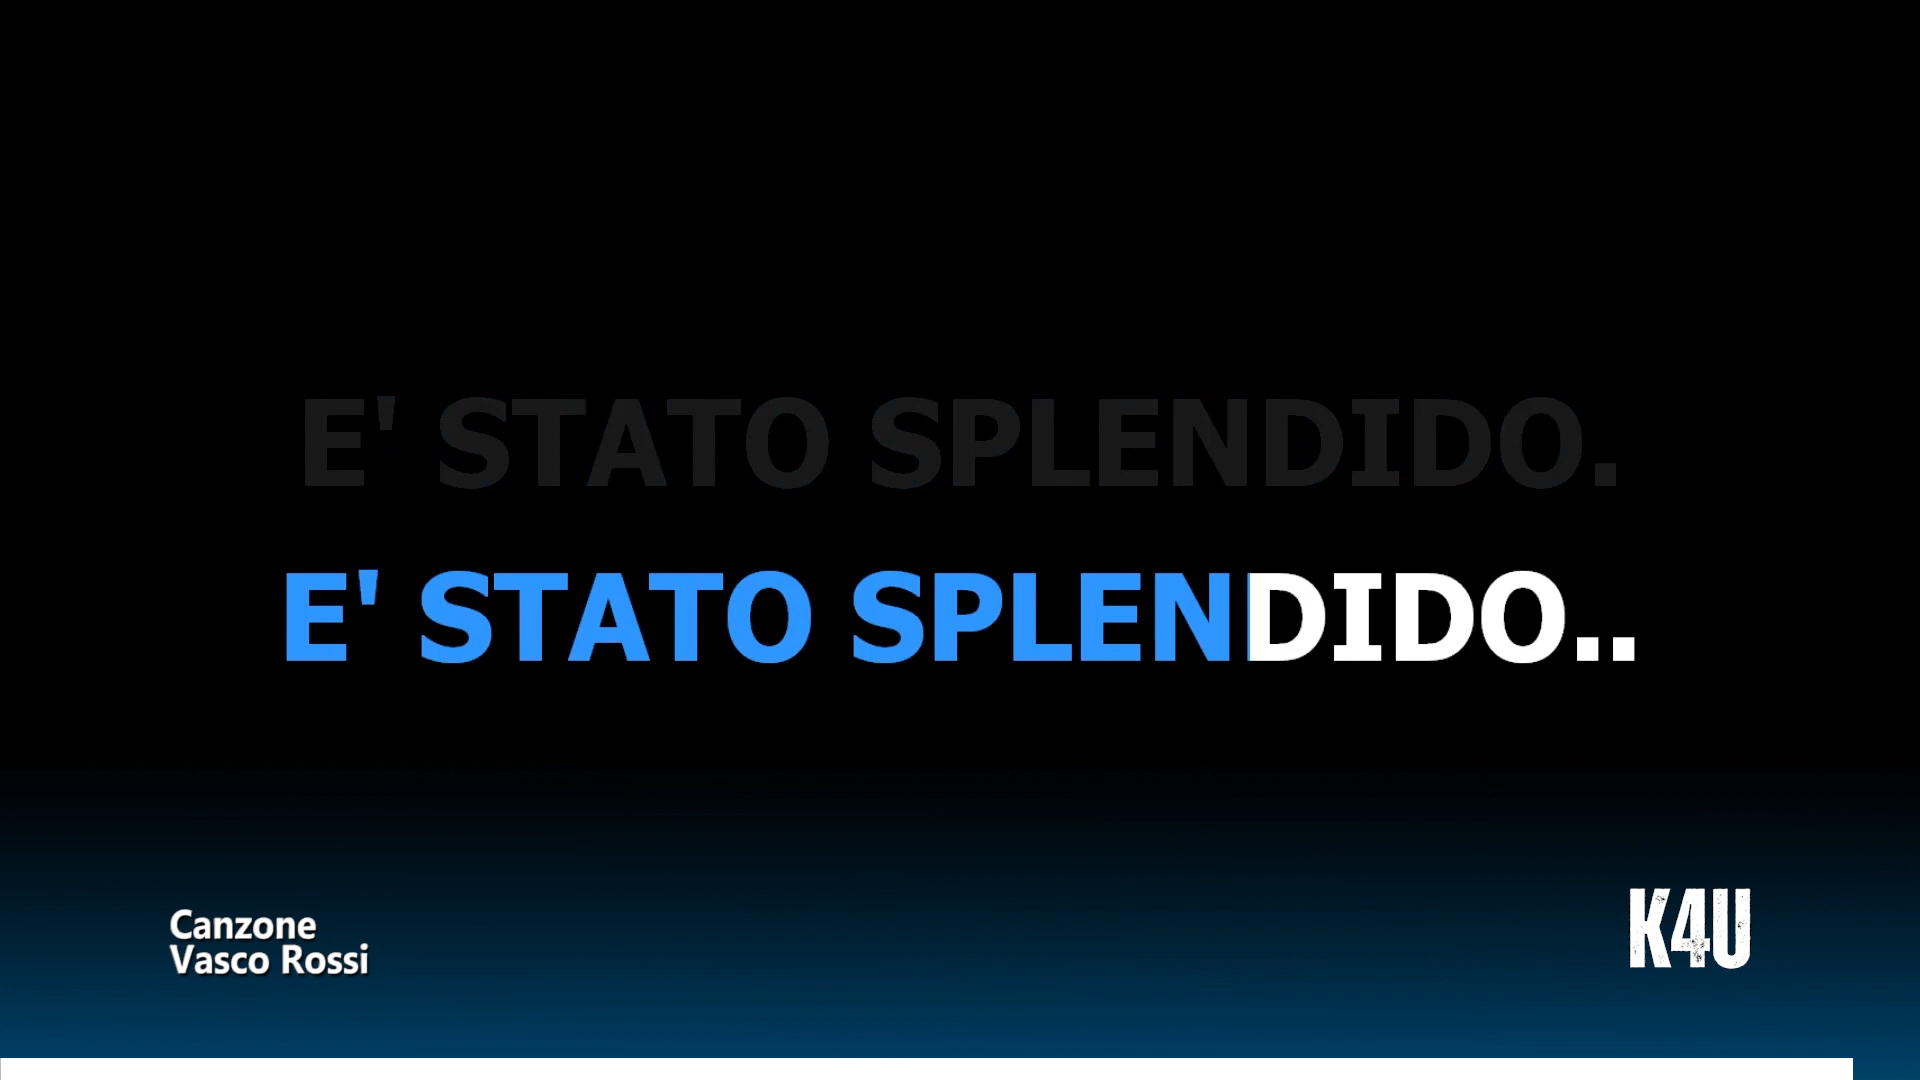 E' STATO SPLENDIDO.
E' STATO SPLENDIDO..
Canzone
Vasco Rossi
K4U